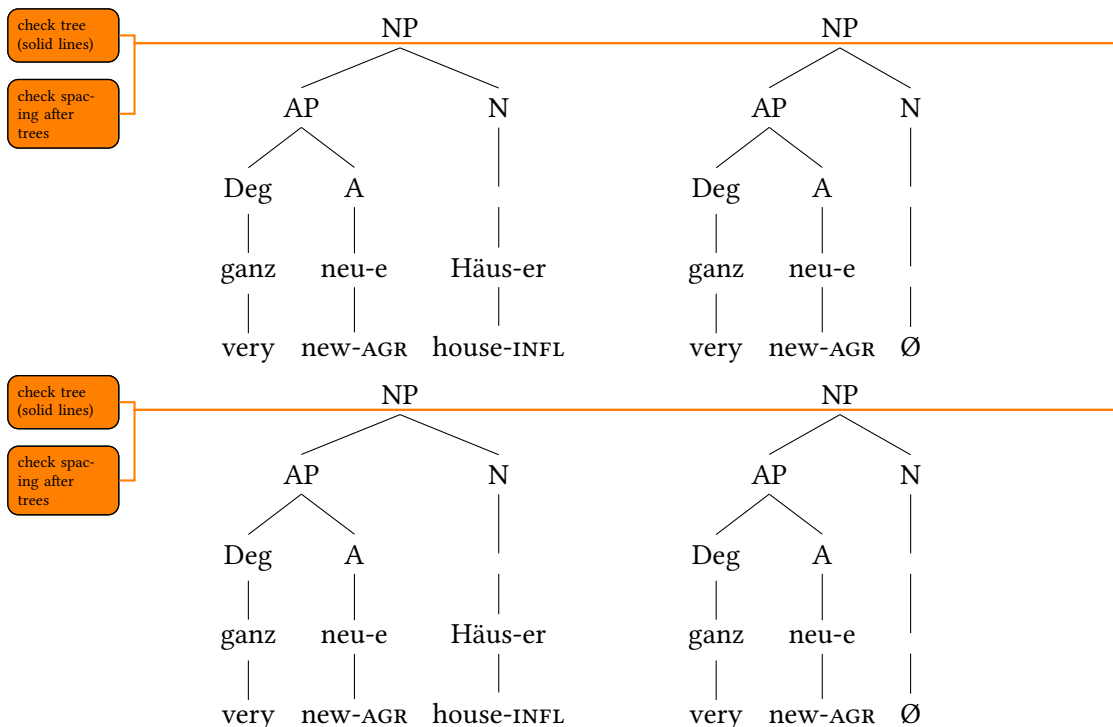 check tree
(solid lines)
NP NP
check spac-
ing after
trees
AP N AP N
Deg A Deg A
ganz neu-e Häus-er ganz neu-e
very new-AGR house-INFL very new-AGR Ø
check tree
(solid lines)
NP NP
check spac-
ing after
trees
AP N AP N
Deg A Deg A
ganz neu-e Häus-er ganz neu-e
very new-AGR house-INFL very new-AGR Ø